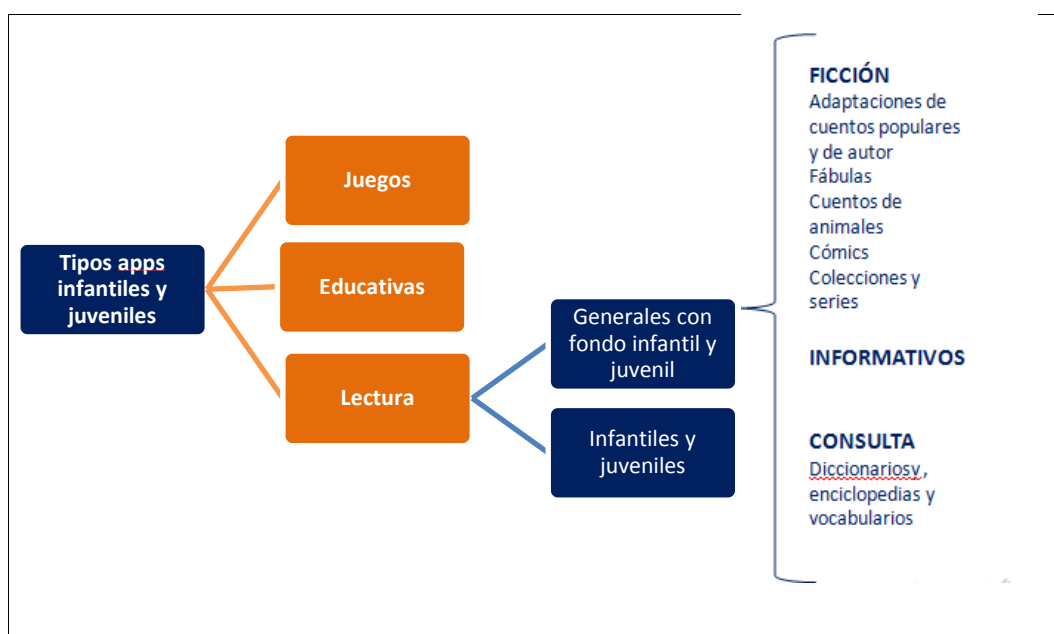 Tipos apps
infantiles y
juveniles
Juegos
Educativas
Lectura
Generales con
fondo infantil y
juvenil
Infantiles y
juveniles
FICCIÓN
Adaptaciones de
cuentos populares
y de autor
Fábulas
Cuentos de
animales
Cómics
Colecciones y
series
INFORMATIVOS
CONSULTA
Diccionariosy,
enciclopedias y
vocabularios